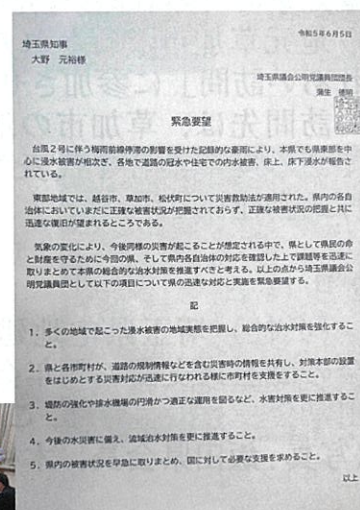 令和５年６月５日
埼玉県知事
大野　元裕様
埼玉県議会公明党議員団団長
蒲生　徳明
緊急要望
台風２号に伴う梅雨前線停滞の影響を受けた記録的な豪雨により、本県でも県東部を中
心に浸水被害が相次ぎ、各地で道路の冠水や住宅での内水被害、床上、床下浸水が報告さ
れている。
東部地域では、越谷市、草加市、松伏町について災害救助法が適用された。県内の各自
治体においていまだに正確な被害状況が把握されておらず、正確な被害状況の把握と共に
迅速な復旧が望まれるところである。
気象の変化により、今後同様の災害が起こることが想定される中で、県として県民の命
と財産を守るために今回の県、そして県内各自治体の対応を確認した上で課題等を迅速に
取りまとめて本県の総合的な治水対策を推進すべきと考える。以上の点から埼玉県議会公
明党議員団として以下の項目について県の迅速な対応と実施を緊急要望する。
記
１．多くの地域で起こった浸水被害の地域実態を把握し、総合的な治水対策を強化するこ
と。
２．県と各市町村が、道路の規制情報などを含む災害時の情報を共有し、対策本部の設置
をはじめとする災害対応が迅速に行なわれる様に市町村を支援すること。
３．堤防の強化や排水機場の円滑かつ適正な運用を図るなど、水害対策を更に推進するこ
と。
４．今後の水災害に備え、流域治水対策を更に推進すること。
５．県内の被害状況を早急に取りまとめ、国に対して必要な支援を求めること。
以上